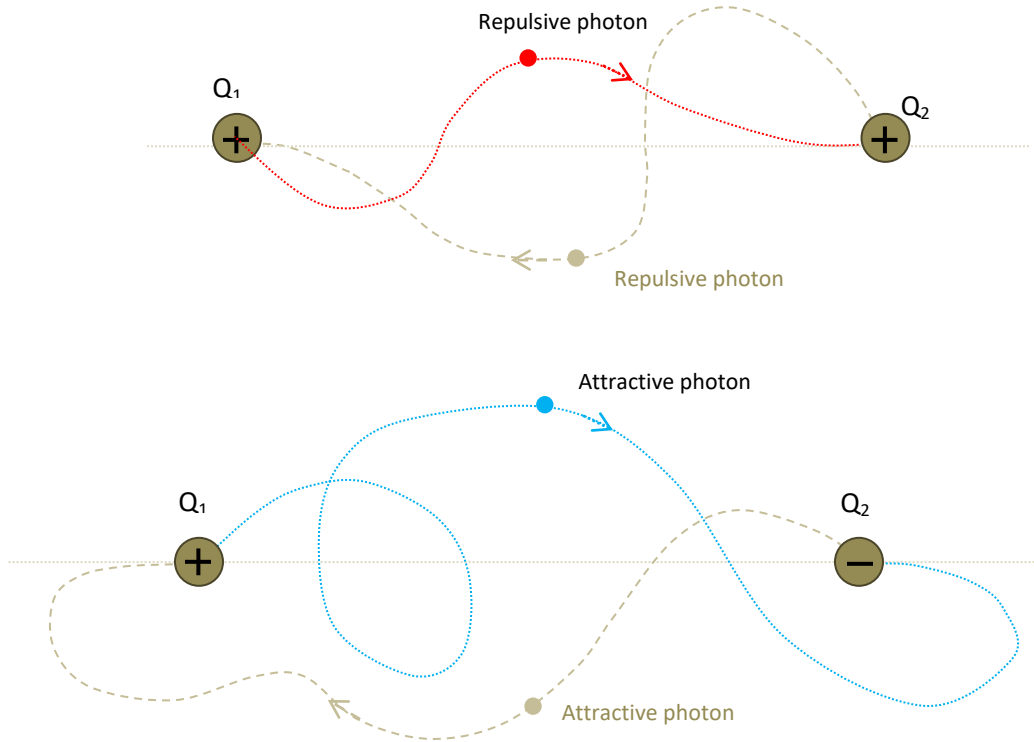 Repulsive photon
Q₁
Q₂
+
+
Repulsive photon
Attractive photon
Q₁
Q₂
+
−
Attractive photon